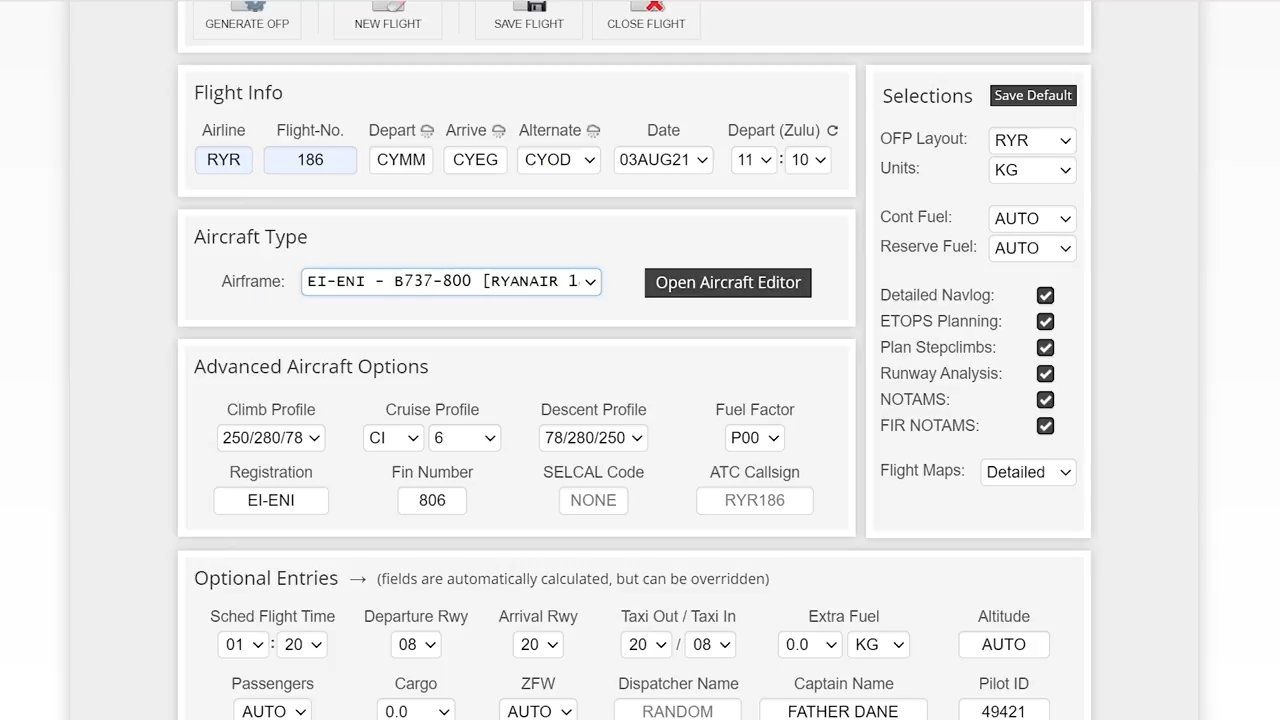 GENERATE OFP NEW FLIGHT SAVE FLIGHT CLOSE FLIGHT
Flight Info
Airline Flight-No. Depart Arrive Alternate Date Depart (Zulu)
RYR 186 CYMM CYEG CYOD 03AUG21 11 : 10
Aircraft Type
Airframe: EI-ENI - B737-800 [RYANAIR 1 Open Aircraft Editor
Advanced Aircraft Options
Climb Profile Cruise Profile Descent Profile Fuel Factor
250/280/78 CI 6 78/280/250 P00
Registration Fin Number SELCAL Code ATC Callsign
EI-ENI 806 NONE RYR186
Selections Save Default
OFP Layout: RYR
Units: KG
Cont Fuel: AUTO
Reserve Fuel: AUTO
Detailed Navlog:
ETOPS Planning:
Plan Stepclimbs:
Runway Analysis:
NOTAMS:
FIR NOTAMS:
Flight Maps: Detailed
Optional Entries → (fields are automatically calculated, but can be overridden)
Sched Flight Time Departure Rwy Arrival Rwy Taxi Out / Taxi In Extra Fuel Altitude
01 : 20 08 20 20 / 08 0.0 KG AUTO
Passengers Cargo ZFW Dispatcher Name Captain Name Pilot ID
AUTO 0.0 AUTO RANDOM FATHER DANE 49421